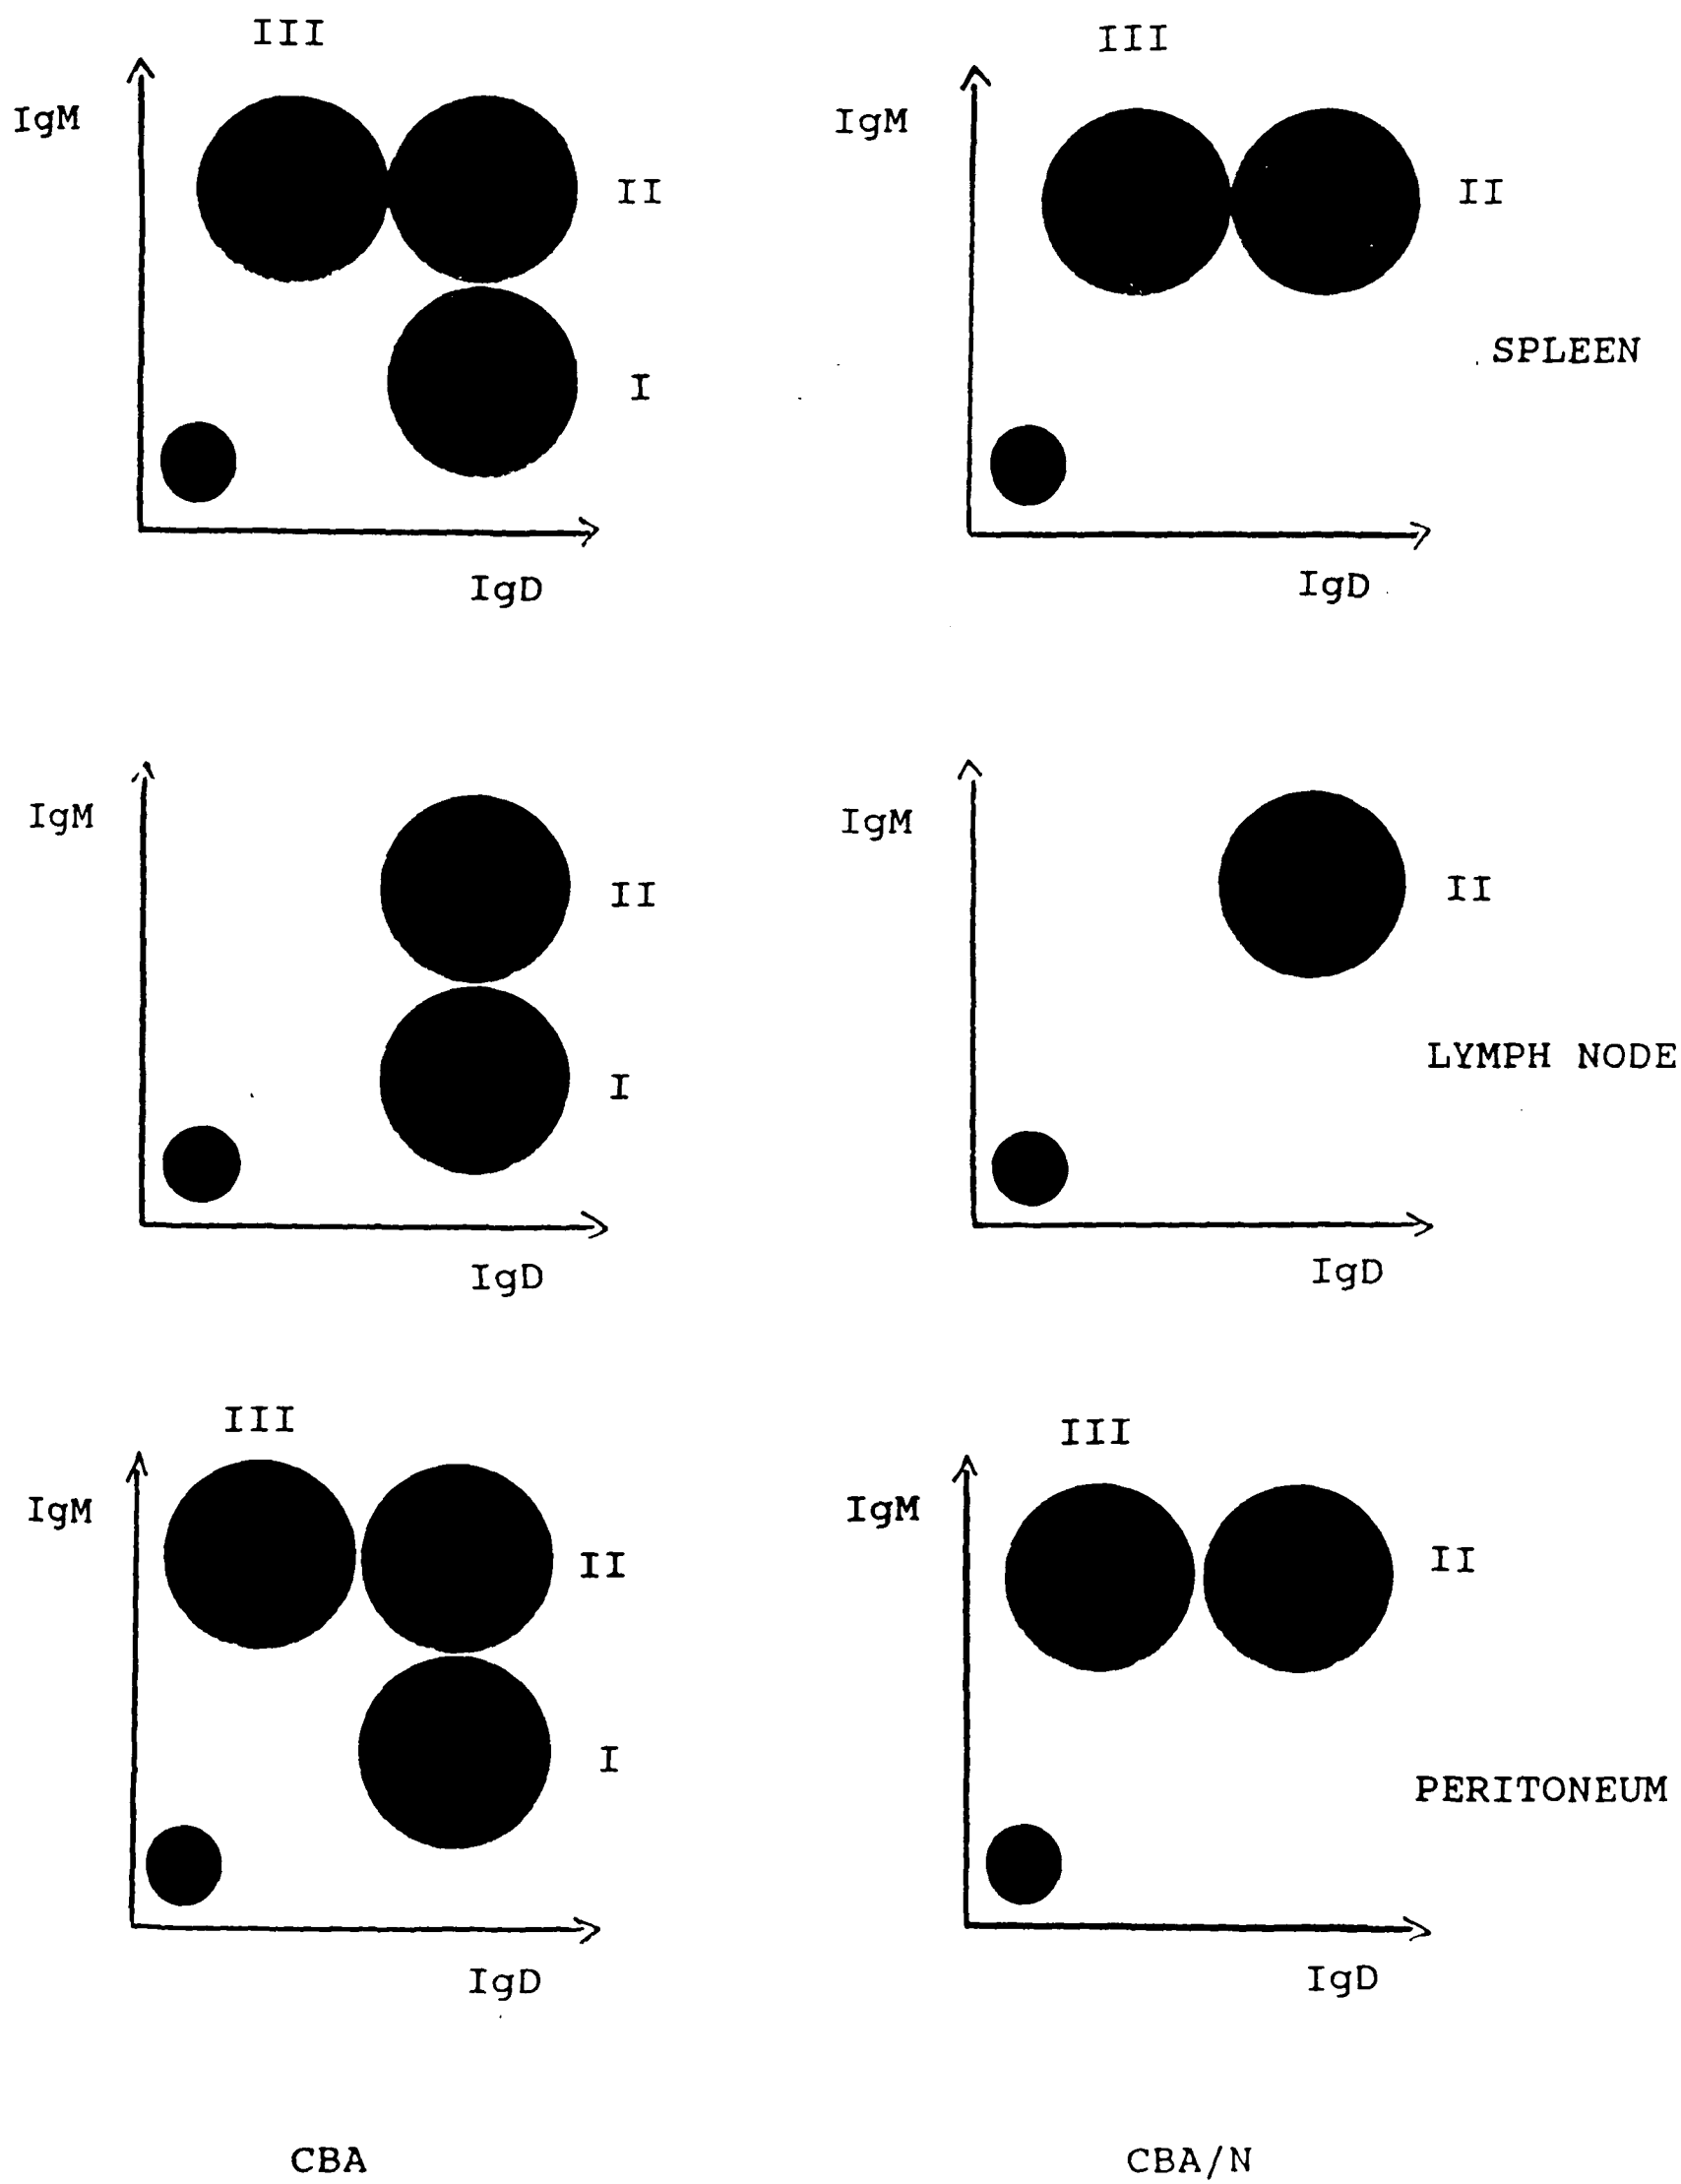 III
III
IgM
IgM
II
II
SPLEEN
I
IgD
IgD
IgM
IgM
II
II
LYMPH NODE
I
IgD
IgD
III
III
IgM
IgM
II
II
I
PERITONEUM
IgD
IgD
CBA
CBA/N